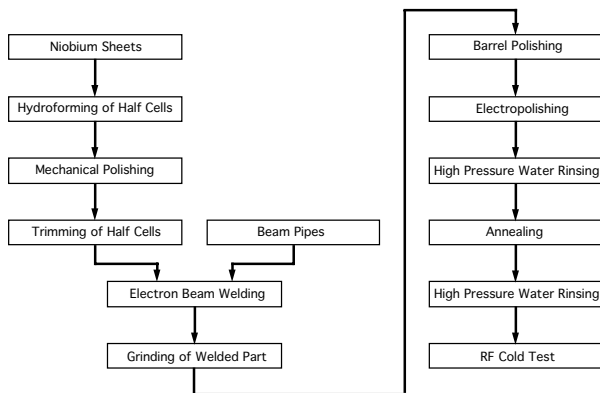 Niobium Sheets
Hydroforming of Half Cells
Mechanical Polishing
Trimming of Half Cells
Beam Pipes
Electron Beam Welding
Grinding of Welded Part
Barrel Polishing
Electropolishing
High Pressure Water Rinsing
Annealing
High Pressure Water Rinsing
RF Cold Test